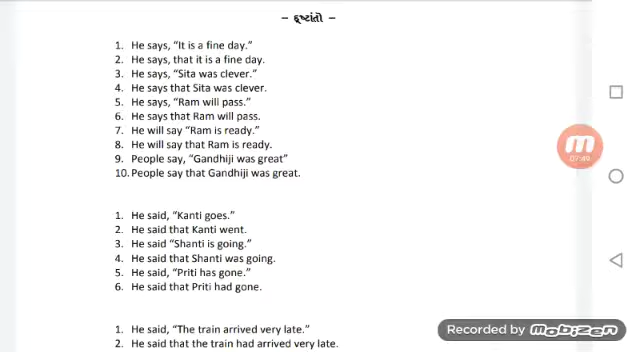 – દ્રષ્ટાંતો –
1. He says, “It is a fine day.”
2. He says, that it is a fine day.
3. He says, “Sita was clever.”
4. He says that Sita was clever.
5. He says, “Ram will pass.”
6. He says that Ram will pass.
7. He will say “Ram is ready.”
8. He will say that Ram is ready.
9. People say, “Gandhiji was great”
10. People say that Gandhiji was great.
1. He said, “Kanti goes.”
2. He said that Kanti went.
3. He said “Shanti is going.”
4. He said that Shanti was going.
5. He said, “Priti has gone.”
6. He said that Priti had gone.
1. He said, “The train arrived very late.”
2. He said that the train had arrived very late.
07:49
Recorded by Mobizen